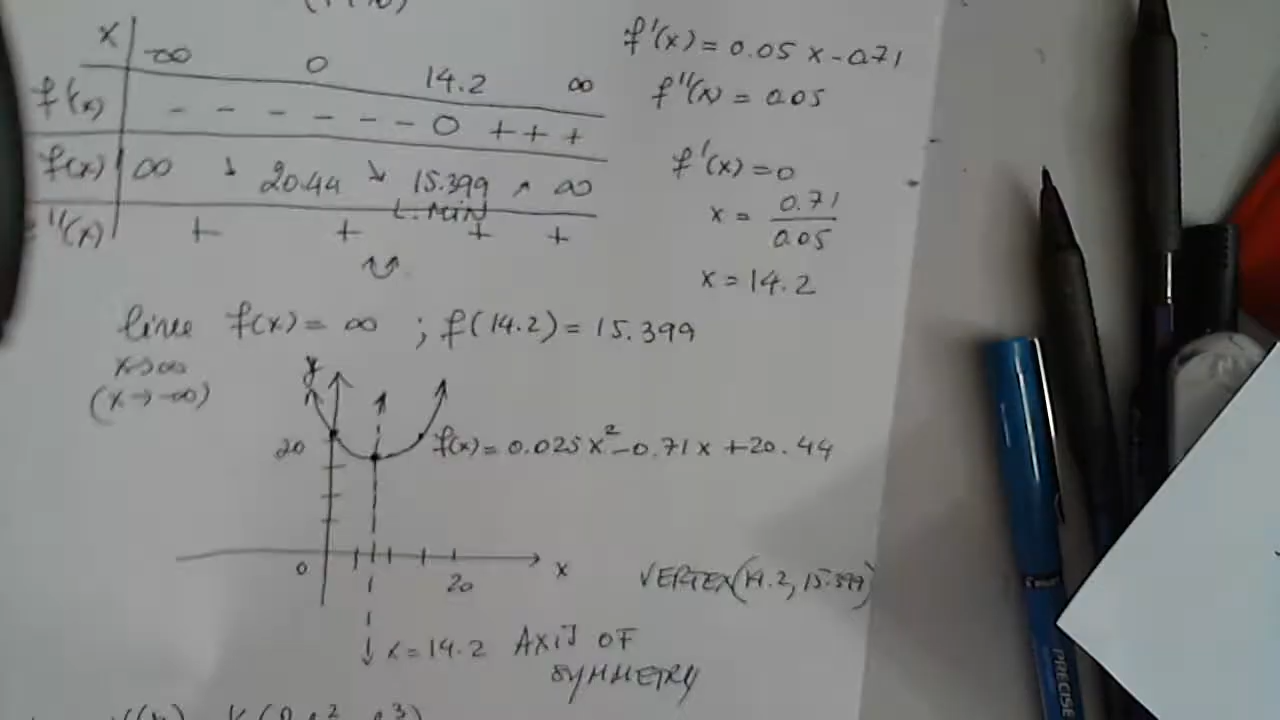 x -∞ 0 14.2 ∞
f'(x) - - - - - - 0 + + +
f(x) ∞ ↘ 20.44 ↘ 15.399 ↗ ∞
L.MIN
"(x) + + + +
f'(x) = 0.05 x - 0.71
f"(x) = 0.05
f'(x) = 0
x = 0.71
0.05
x = 14.2
f(x) = ∞ ; f(14.2) = 15.399
x→∞
(x→-∞)
y
20
f(x) = 0.025 x² - 0.71 x + 20.44
0 20 x
VERTEX (14.2, 15.399)
x = 14.2 AXIS OF
SYMMETRY
PRECISE